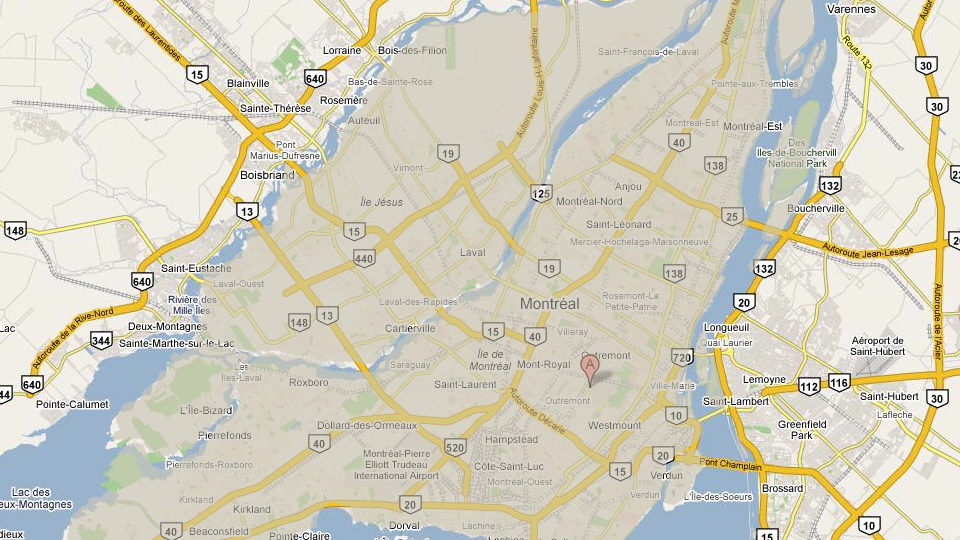 Varennes
Autoroute des Laurentides
Lorraine
Bois-des-Filion
Saint-François-de-Laval
Autoroute Louis-H-Lafontaine
Route 132
15
640
30
Blainville
Bas-de-Sainte-Rose
Pointe-aux-Trembles
Sainte-Thérèse
Rosemère
30
Auteuil
Montreal-Est
Montréal-Est
Pont
Marius-Dufresne
19
40
138
Des
Iles-de-Boucherville
National Park
Vimont
Boisbriand
Anjou
132
125
Île Jésus
Montréal-Nord
Boucherville
13
25
148
15
Saint-Léonard
Mercier-Hochelaga-Maisonneuve
Autoroute Jean-Lesage
440
Laval
Saint-Eustache
19
138
132
640
Laval-Ouest
Rivière des
Mille Îles
Laval-des-Rapides
Montréal
Rosemont-La
Petite-Patrie
20
Autoroute de la Rive-Nord
Deux-Montagnes
148
13
Cartierville
15
40
Villeray
Longueuil
Quai Laurier
Autoroute de l'Acier
Lac
344
Sainte-Marthe-sur-le-Lac
Aéroport de
Saint-Hubert
Île de
Montréal
Outremont
720
Les
Îles-Laval
Saraguay
Mont-Royal
A
640
Roxboro
Saint-Laurent
Ville-Marie
Lemoyne
112
116
44
Pointe-Calumet
L'Île-Bizard
Outremont
Saint-Lambert
Saint-Hubert
30
Autoroute Décarie
10
Lafleche
Dollard-des-Ormeaux
Westmount
Greenfield
Park
Pierrefonds
40
520
Hampstead
Montréal-Pierre
Elliott Trudeau
International Airport
20
Pierrefonds-Roxboro
Côte-Saint-Luc
15
Pont Champlain
Verdun
Montréal-Ouest
Brossard
Lac des
eux-Montagnes
Kirkland
Verdun
L'Île-des-Soeurs
20
Kirkland
40
Beaconsfield
Dorval
Lachine
10
Pointe-Claire
15